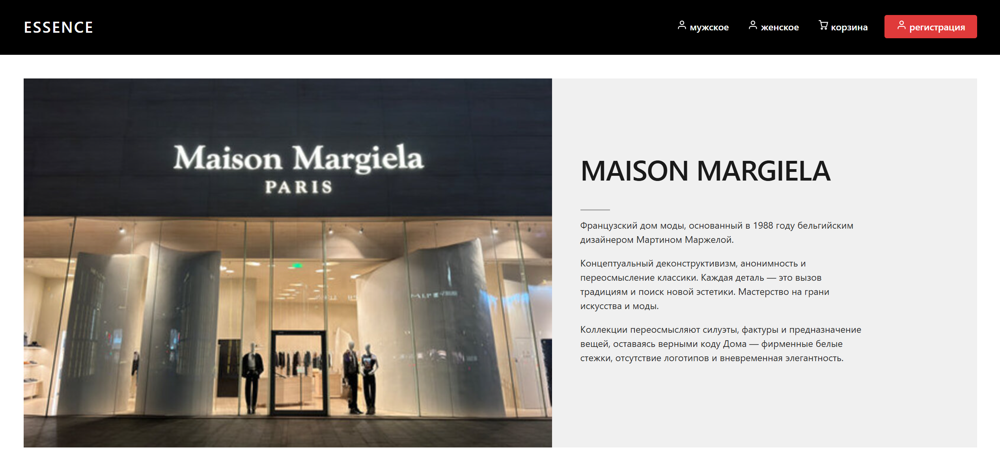 ESSENCE
мужское
женское
корзина
регистрация
Maison Margiela
PARIS
MAISON MARGIELA
Французский дом моды, основанный в 1988 году бельгийским
дизайнером Мартином Маржелой.
Концептуальный деконструктивизм, анонимность и
переосмысление классики. Каждая деталь — это вызов
традициям и поиск новой эстетики. Мастерство на грани
искусства и моды.
Коллекции переосмысляют силуэты, фактуры и предназначение
вещей, оставаясь верными коду Дома — фирменные белые
стежки, отсутствие логотипов и вневременная элегантность.